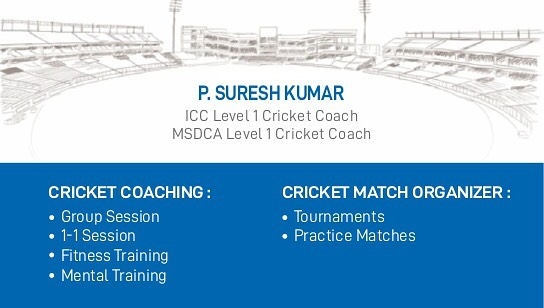 P. SURESH KUMAR
ICC Level 1 Cricket Coach
MSDCA Level 1 Cricket Coach
CRICKET COACHING :
• Group Session
• 1-1 Session
• Fitness Training
• Mental Training
CRICKET MATCH ORGANIZER :
• Tournaments
• Practice Matches